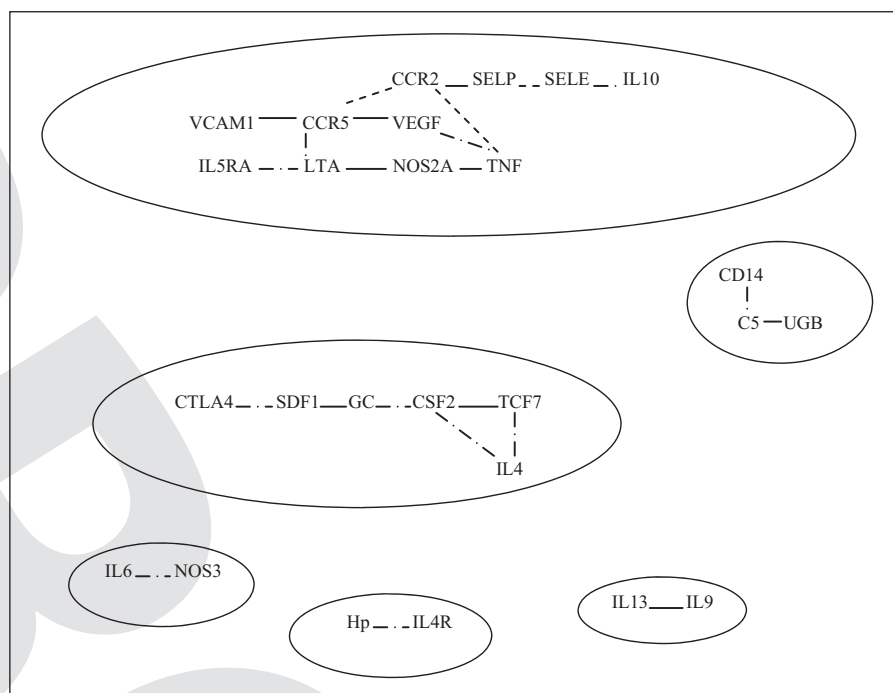 CCR2 SELP SELE IL10
VCAM1 CCR5 VEGF
IL5RA LTA NOS2A TNF
CD14
C5 UGB
CTLA4 SDF1 GC CSF2 TCF7
IL4
IL6 NOS3
Hp IL4R
IL13 IL9